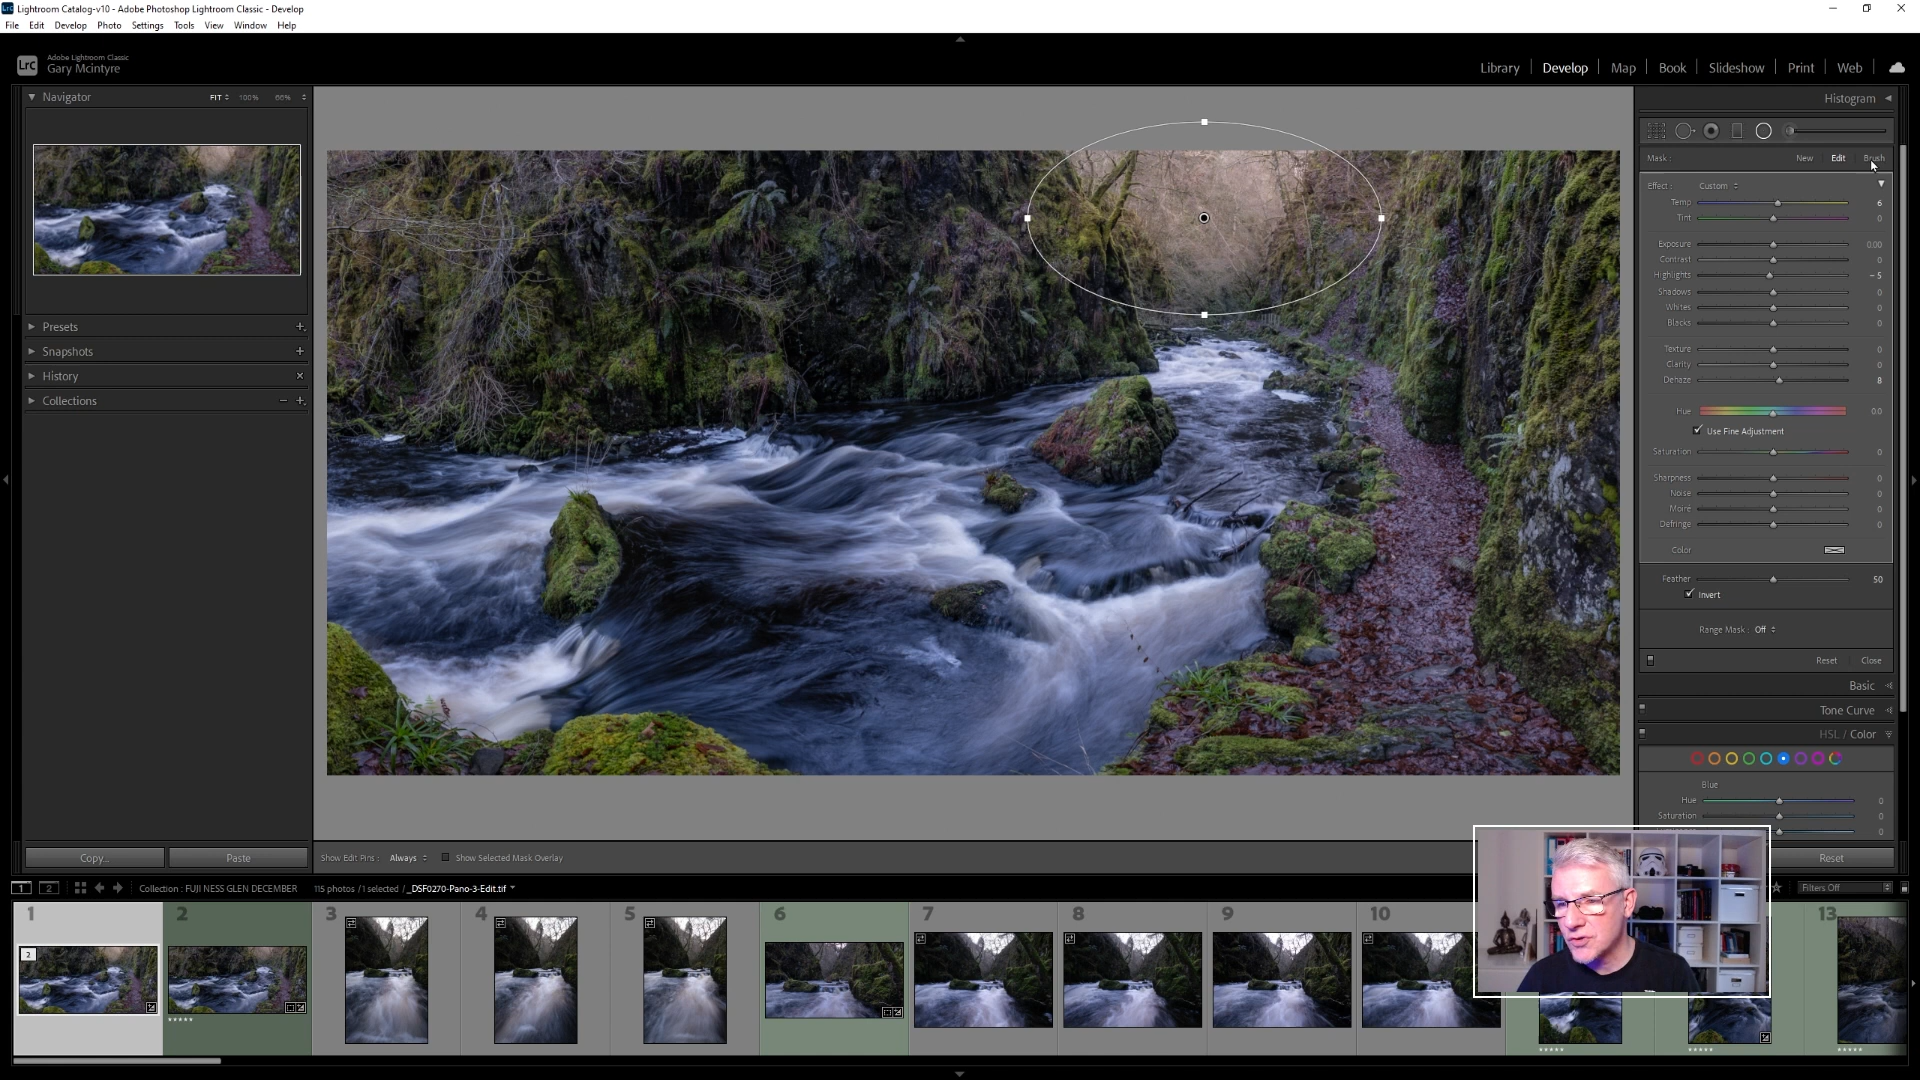 Lightroom Catalog-v10 - Adobe Photoshop Lightroom Classic - Develop
File Edit Develop Photo Settings Tools View Window Help
LrC
Adobe Lightroom Classic
Gary Mcintyre
Library | Develop | Map | Book | Slideshow | Print | Web
Navigator FIT 100% 66%
Presets
Snapshots
History
Collections
Copy... Paste
Histogram
Mask : New Edit Brush
Effect : Custom
Temp 6
Tint 0
Exposure 0.00
Contrast 0
Highlights – 5
Shadows 0
Whites 0
Blacks 0
Texture 0
Clarity 0
Dehaze 8
Hue 0.0
Use Fine Adjustment
Saturation 0
Sharpness 0
Noise 0
Moiré 0
Defringe 0
Color
Feather 50
Invert
Range Mask : Off
Reset Close
Basic
Tone Curve
HSL / Color
Blue
Hue 0
Saturation 0
0
Reset
Show Edit Pins : Always Show Selected Mask Overlay
1 2 Collection : FUJI NESS GLEN DECEMBER 115 photos / 1 selected / _DSF0270-Pano-3-Edit.tif Filters Off
1 2 3 4 5 6 7 8 9 10 13
2